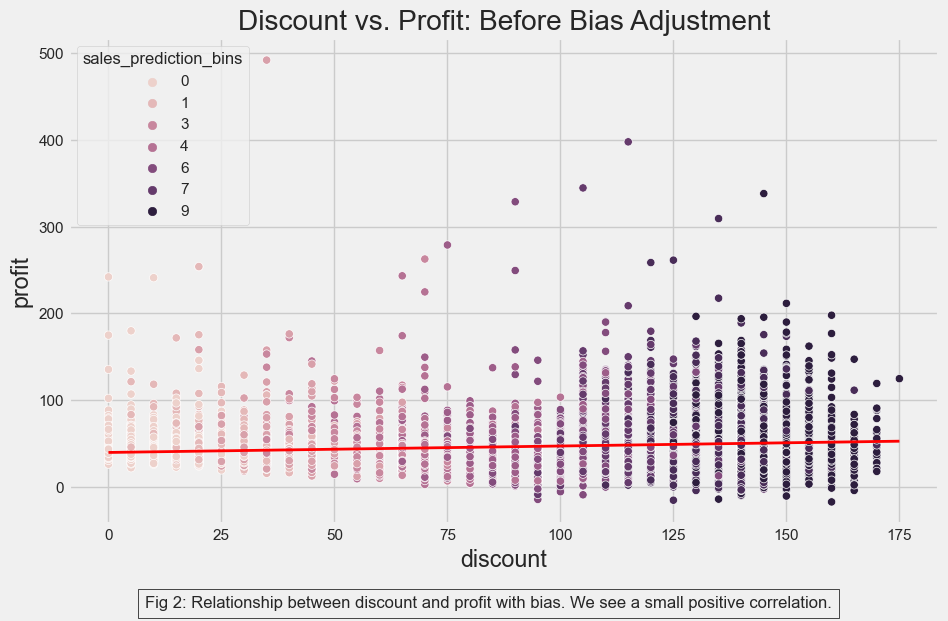 Discount vs. Profit: Before Bias Adjustment
sales_prediction_bins
0
1
3
4
6
7
9
500
400
300
200
100
0
profit
0 25 50 75 100 125 150 175
discount
Fig 2: Relationship between discount and profit with bias. We see a small positive correlation.